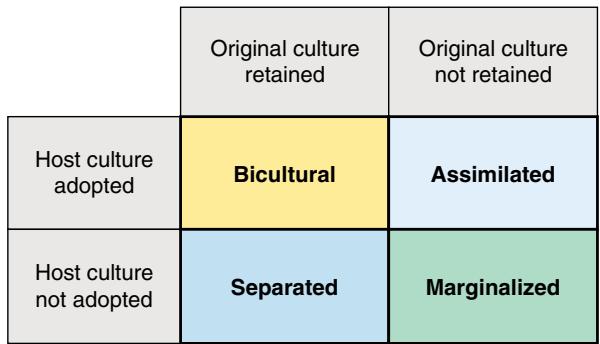 Original culture
retained
Original culture
not retained
Host culture
adopted
Bicultural
Assimilated
Host culture
not adopted
Separated
Marginalized